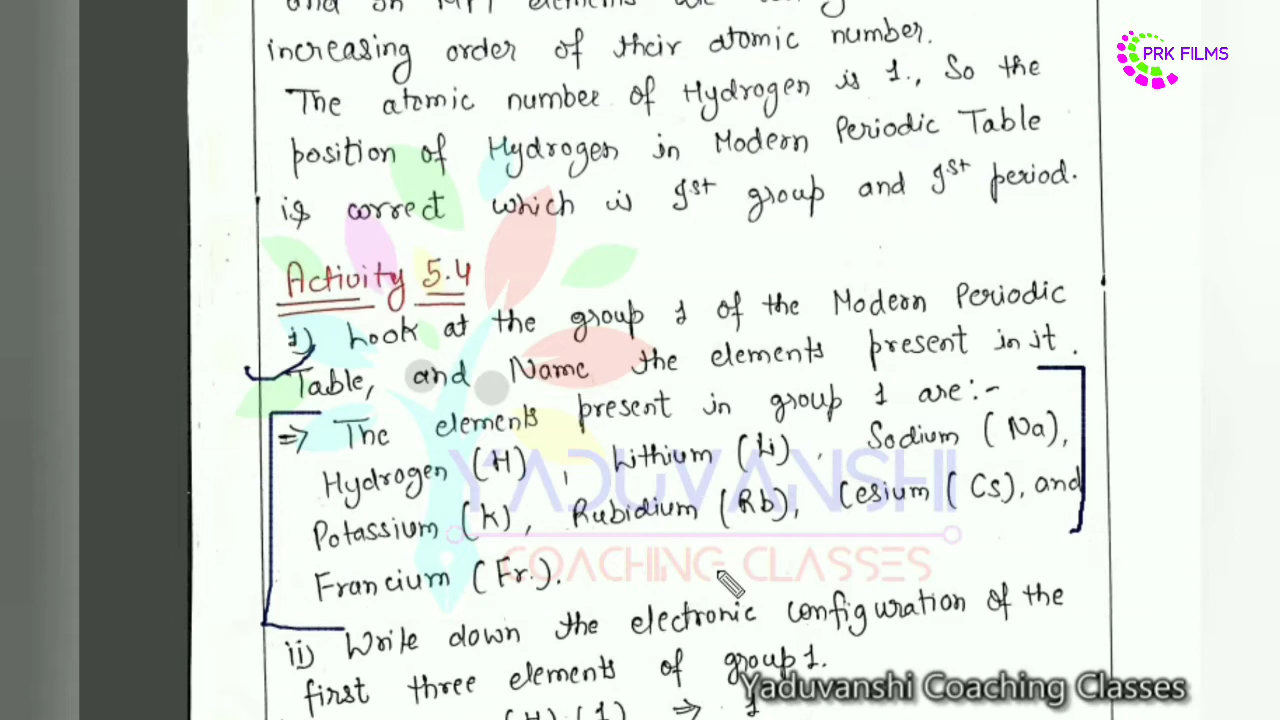 increasing order of their atomic number.
The atomic number of Hydrogen is 1., So the
position of Hydrogen in Modern Periodic Table
is correct which is Ist group and Ist period.
Activity 5.4
i) Look at the group 1 of the Modern Periodic
Table, and Name the elements present in it.
⇒ The elements present in group 1 are:-
Hydrogen (H), Lithium (Li), Sodium (Na),
Potassium (K), Rubidium (Rb), Cesium (Cs), and
Francium (Fr.).
ii) Write down the electronic configuration of the
first three elements of group 1.
(H) (1) ⇒ 1
PRK FILMS
YADUVANSHI
COACHING CLASSES
Yaduvanshi Coaching Classes